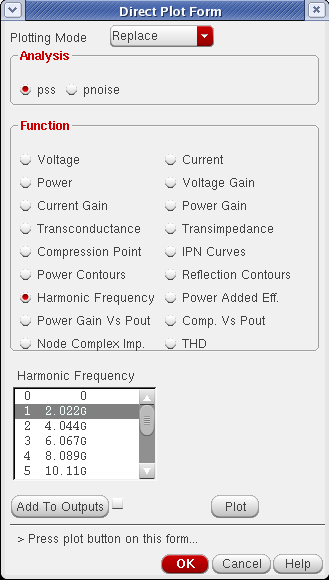 Direct Plot Form
Plotting Mode Replace
Analysis
pss pnoise
Function
Voltage Current
Power Voltage Gain
Current Gain Power Gain
Transconductance Transimpedance
Compression Point IPN Curves
Power Contours Reflection Contours
Harmonic Frequency Power Added Eff.
Power Gain Vs Pout Comp. Vs Pout
Node Complex Imp. THD
Harmonic Frequency
0 0
1 2.022G
2 4.044G
3 6.067G
4 8.089G
5 10.11G
Add To Outputs Plot
> Press plot button on this form...
OK Cancel Help